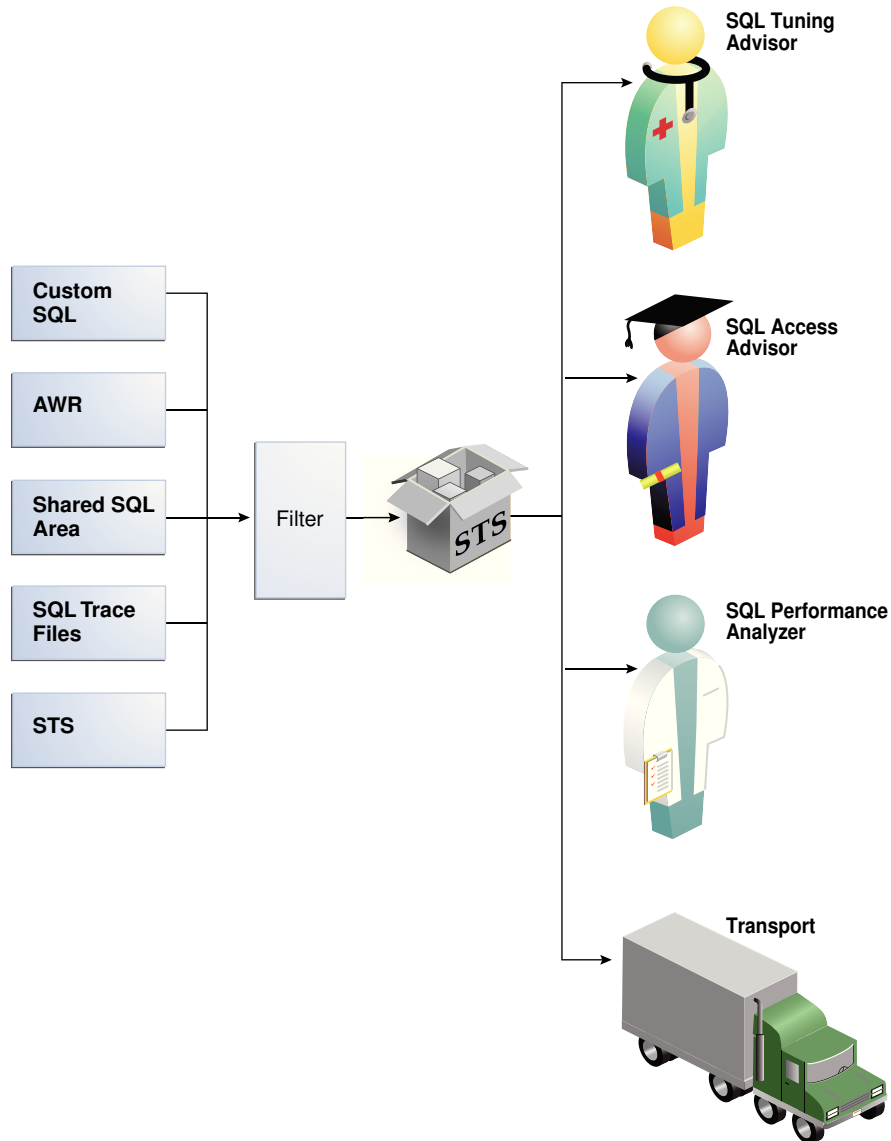 SQL Tuning
Advisor
Custom
SQL
AWR
Shared SQL
Area
SQL Trace
Files
STS
Filter
STS
SQL Access
Advisor
SQL Performance
Analyzer
Transport